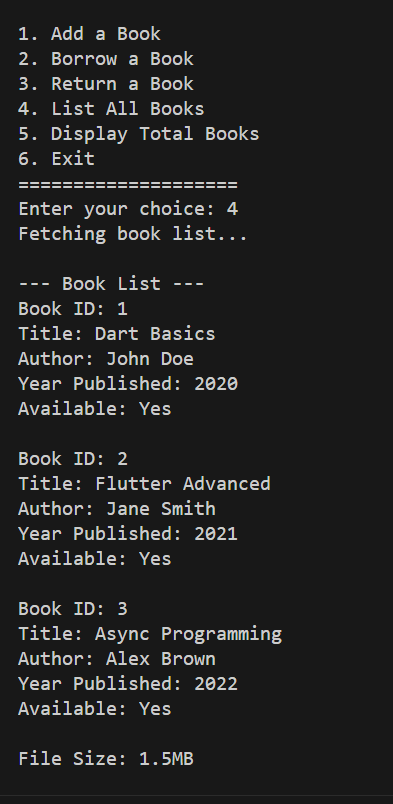 1. Add a Book
2. Borrow a Book
3. Return a Book
4. List All Books
5. Display Total Books
6. Exit
====================
Enter your choice: 4
Fetching book list...
--- Book List ---
Book ID: 1
Title: Dart Basics
Author: John Doe
Year Published: 2020
Available: Yes
Book ID: 2
Title: Flutter Advanced
Author: Jane Smith
Year Published: 2021
Available: Yes
Book ID: 3
Title: Async Programming
Author: Alex Brown
Year Published: 2022
Available: Yes
File Size: 1.5MB